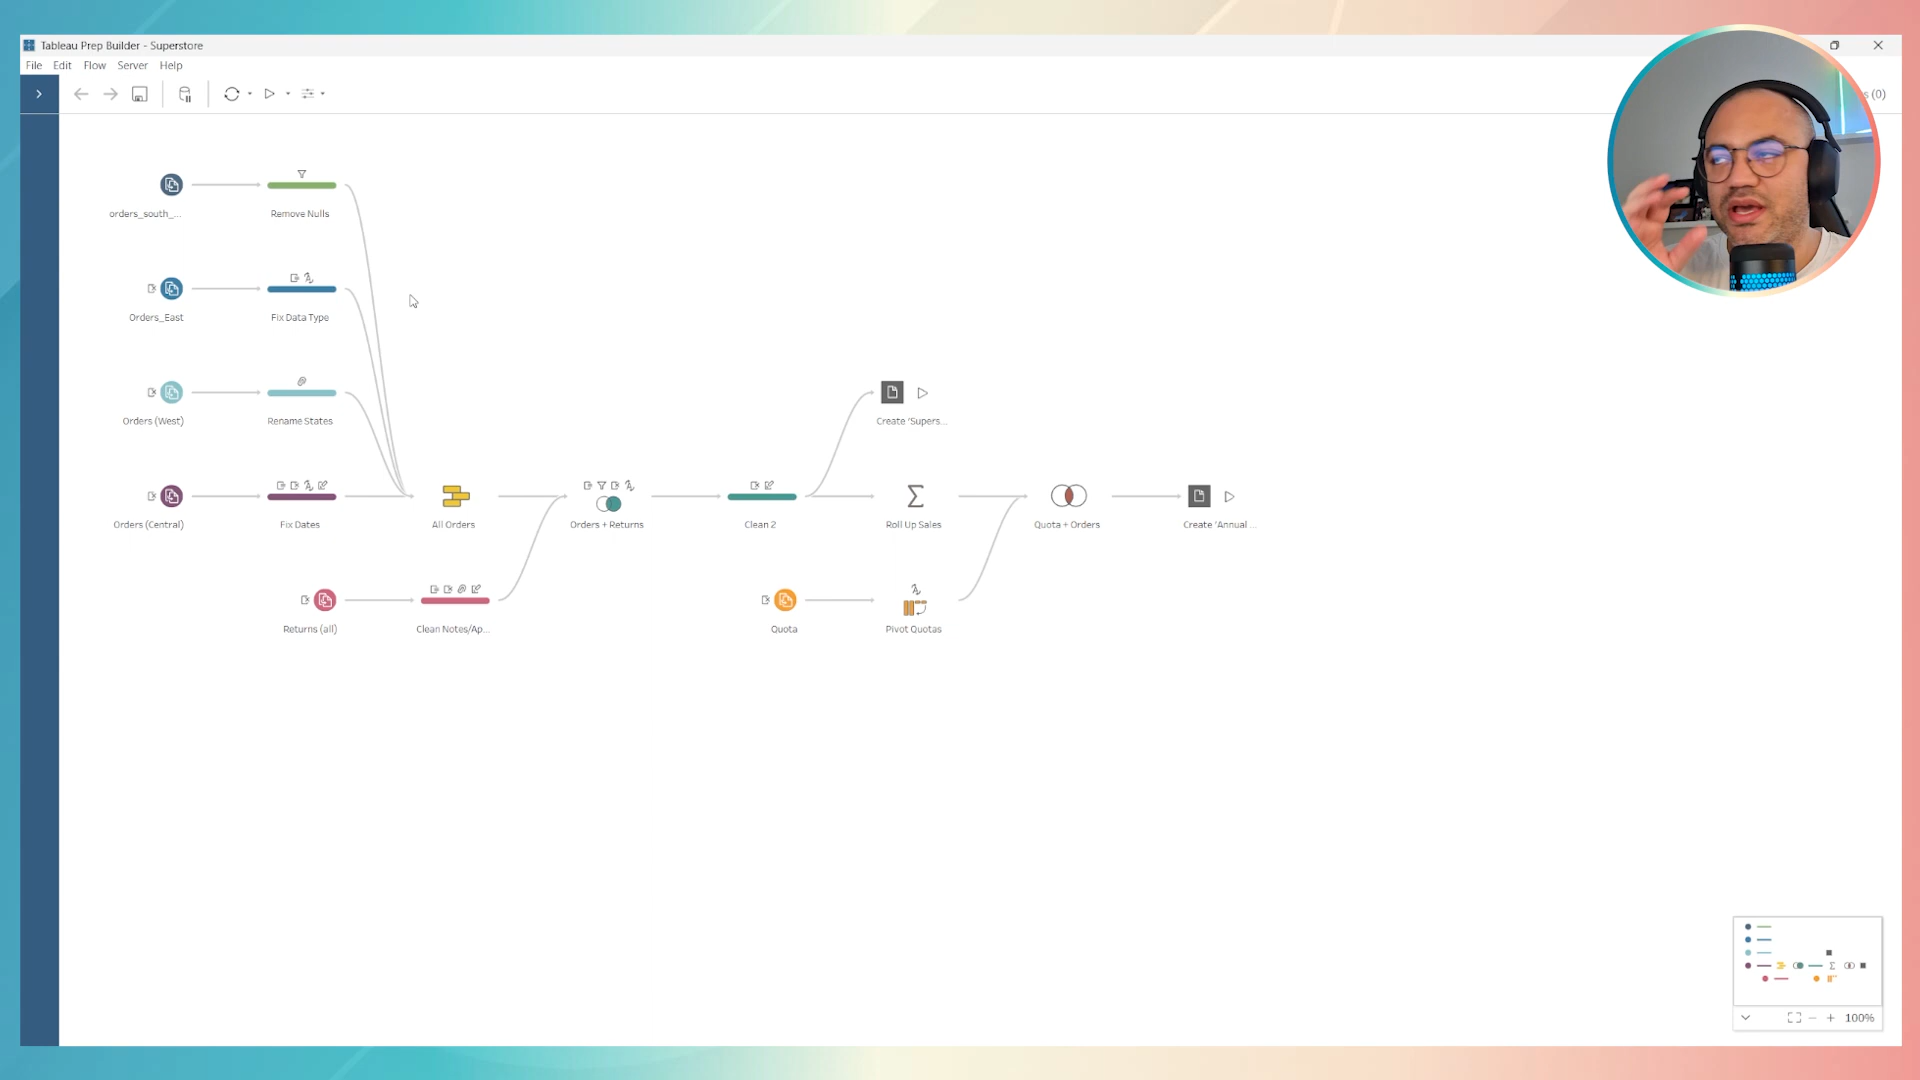 Tableau Prep Builder - Superstore
File Edit Flow Server Help
s (0)
orders_south_...
Remove Nulls
Orders_East
Fix Data Type
Orders (West)
Rename States
Create 'Supers...
Orders (Central)
Fix Dates
All Orders
Orders + Returns
Clean 2
Roll Up Sales
Quota + Orders
Create 'Annual ...
Returns (all)
Clean Notes/Ap...
Quota
Pivot Quotas
100%